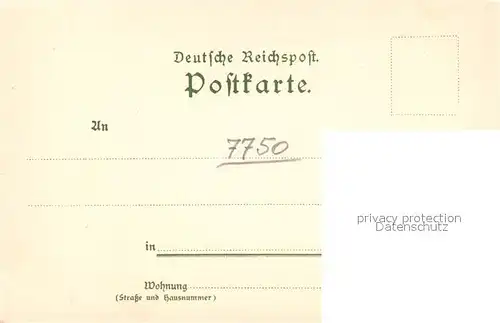 Deutsche Reichspost.
Postkarte.
An
7750
privacy protection
Datenschutz
in
Wohnung
(Straße und Hausnummer)